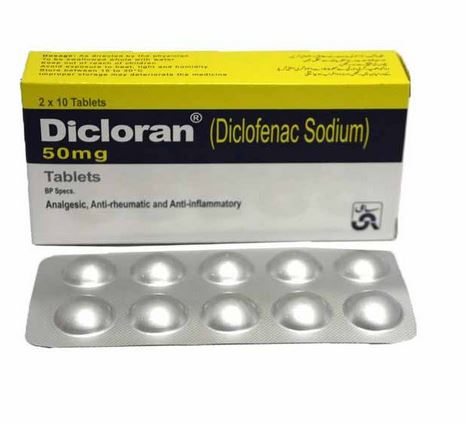 Dosage: As directed by the physician
To be swallowed whole with water
Keep out of reach of children
Avoid exposure to heat, light and humidity
Store between 15 to 30°C
Improper storage may deteriorate the medicine
2 x 10 Tablets
Dicloran® (Diclofenac Sodium)
50mg
Tablets
BP Specs.
Analgesic, Anti-rheumatic and Anti-inflammatory